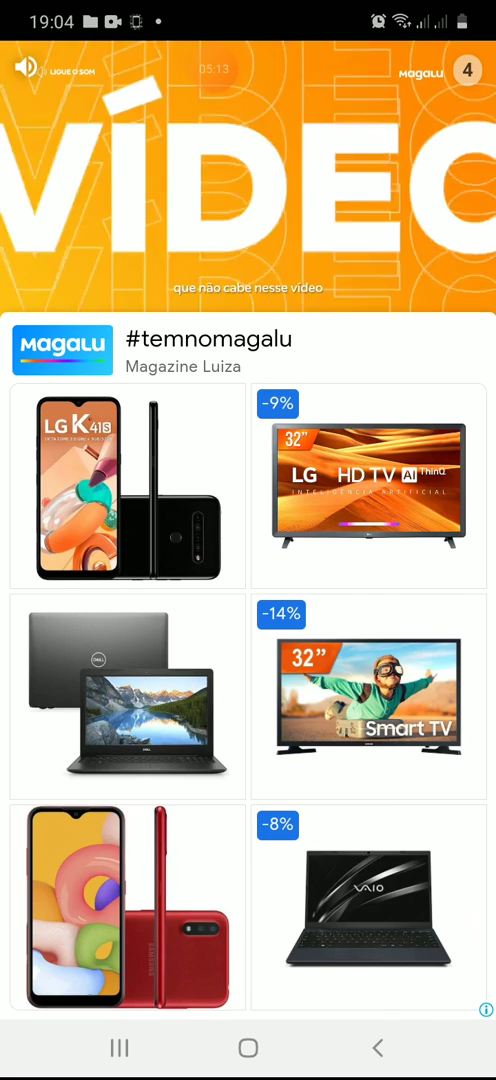 19:04
LIGUE O SOM
05:13
MAGALU
4
VÍDEO
que não cabe nesse vídeo
MAGALU
#temnomagalu
Magazine Luiza
LG K41S
-9%
32”
LG HD TV AI ThinQ
INTELIGÊNCIA ARTIFICIAL
DELL
-14%
32”
Smart TV
SAMSUNG
-8%
VAIO